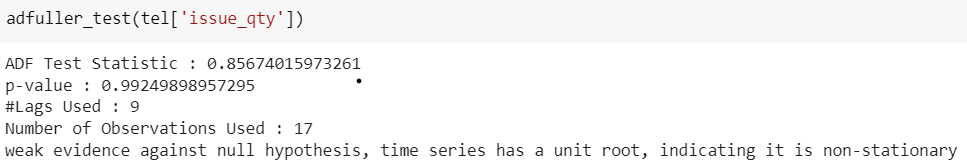 adfuller_test(tel['issue_qty'])
ADF Test Statistic : 0.85674015973261
p-value : 0.99249898957295
#Lags Used : 9
Number of Observations Used : 17
weak evidence against null hypothesis, time series has a unit root, indicating it is non-stationary